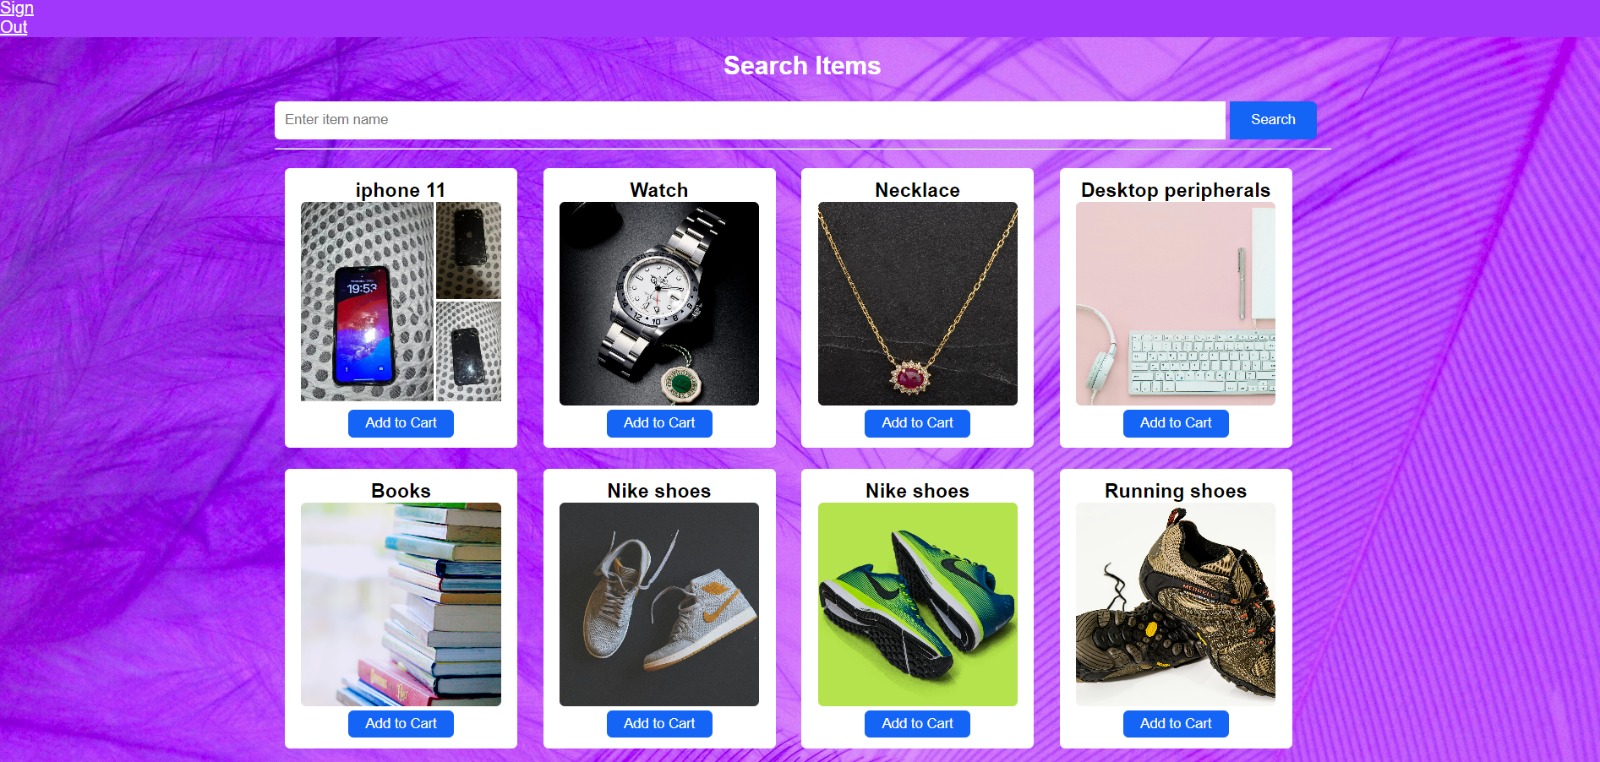 Sign
Out
Search Items
Enter item name
Search
iphone 11
Watch
Necklace
Desktop peripherals
19:53
Add to Cart
Add to Cart
Add to Cart
Add to Cart
Books
Nike shoes
Nike shoes
Running shoes
MERRELL
Add to Cart
Add to Cart
Add to Cart
Add to Cart